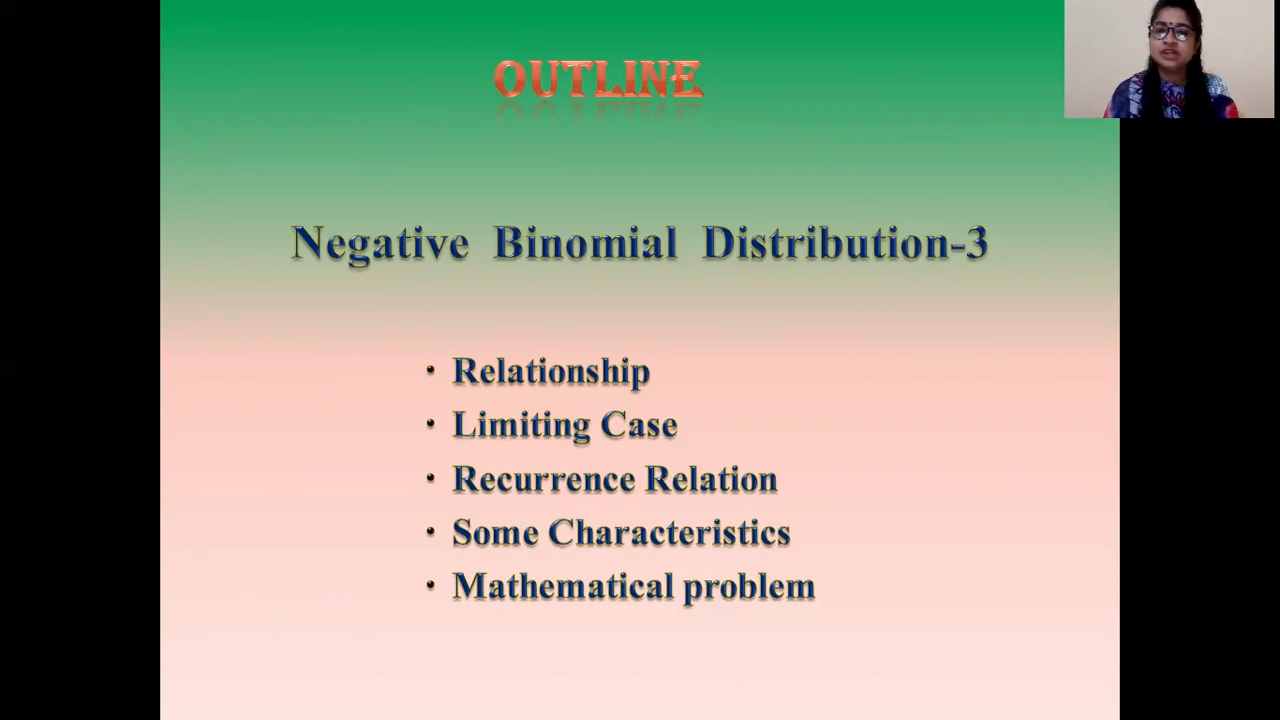 OUTLINE
Negative Binomial Distribution-3
• Relationship
• Limiting Case
• Recurrence Relation
• Some Characteristics
• Mathematical problem